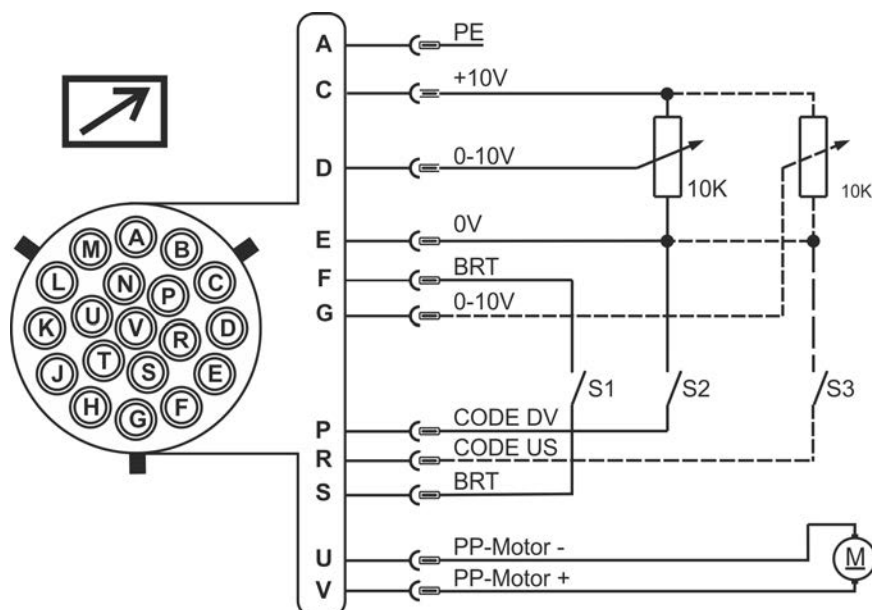 A PE
C +10V
D 0-10V
10K 10K
E 0V
F BRT
G 0-10V
S1 S2 S3
P CODE DV
R CODE US
S BRT
U PP-Motor -
V PP-Motor +
M
A
M B
L N P C
K U V R D
J T S E
H G F